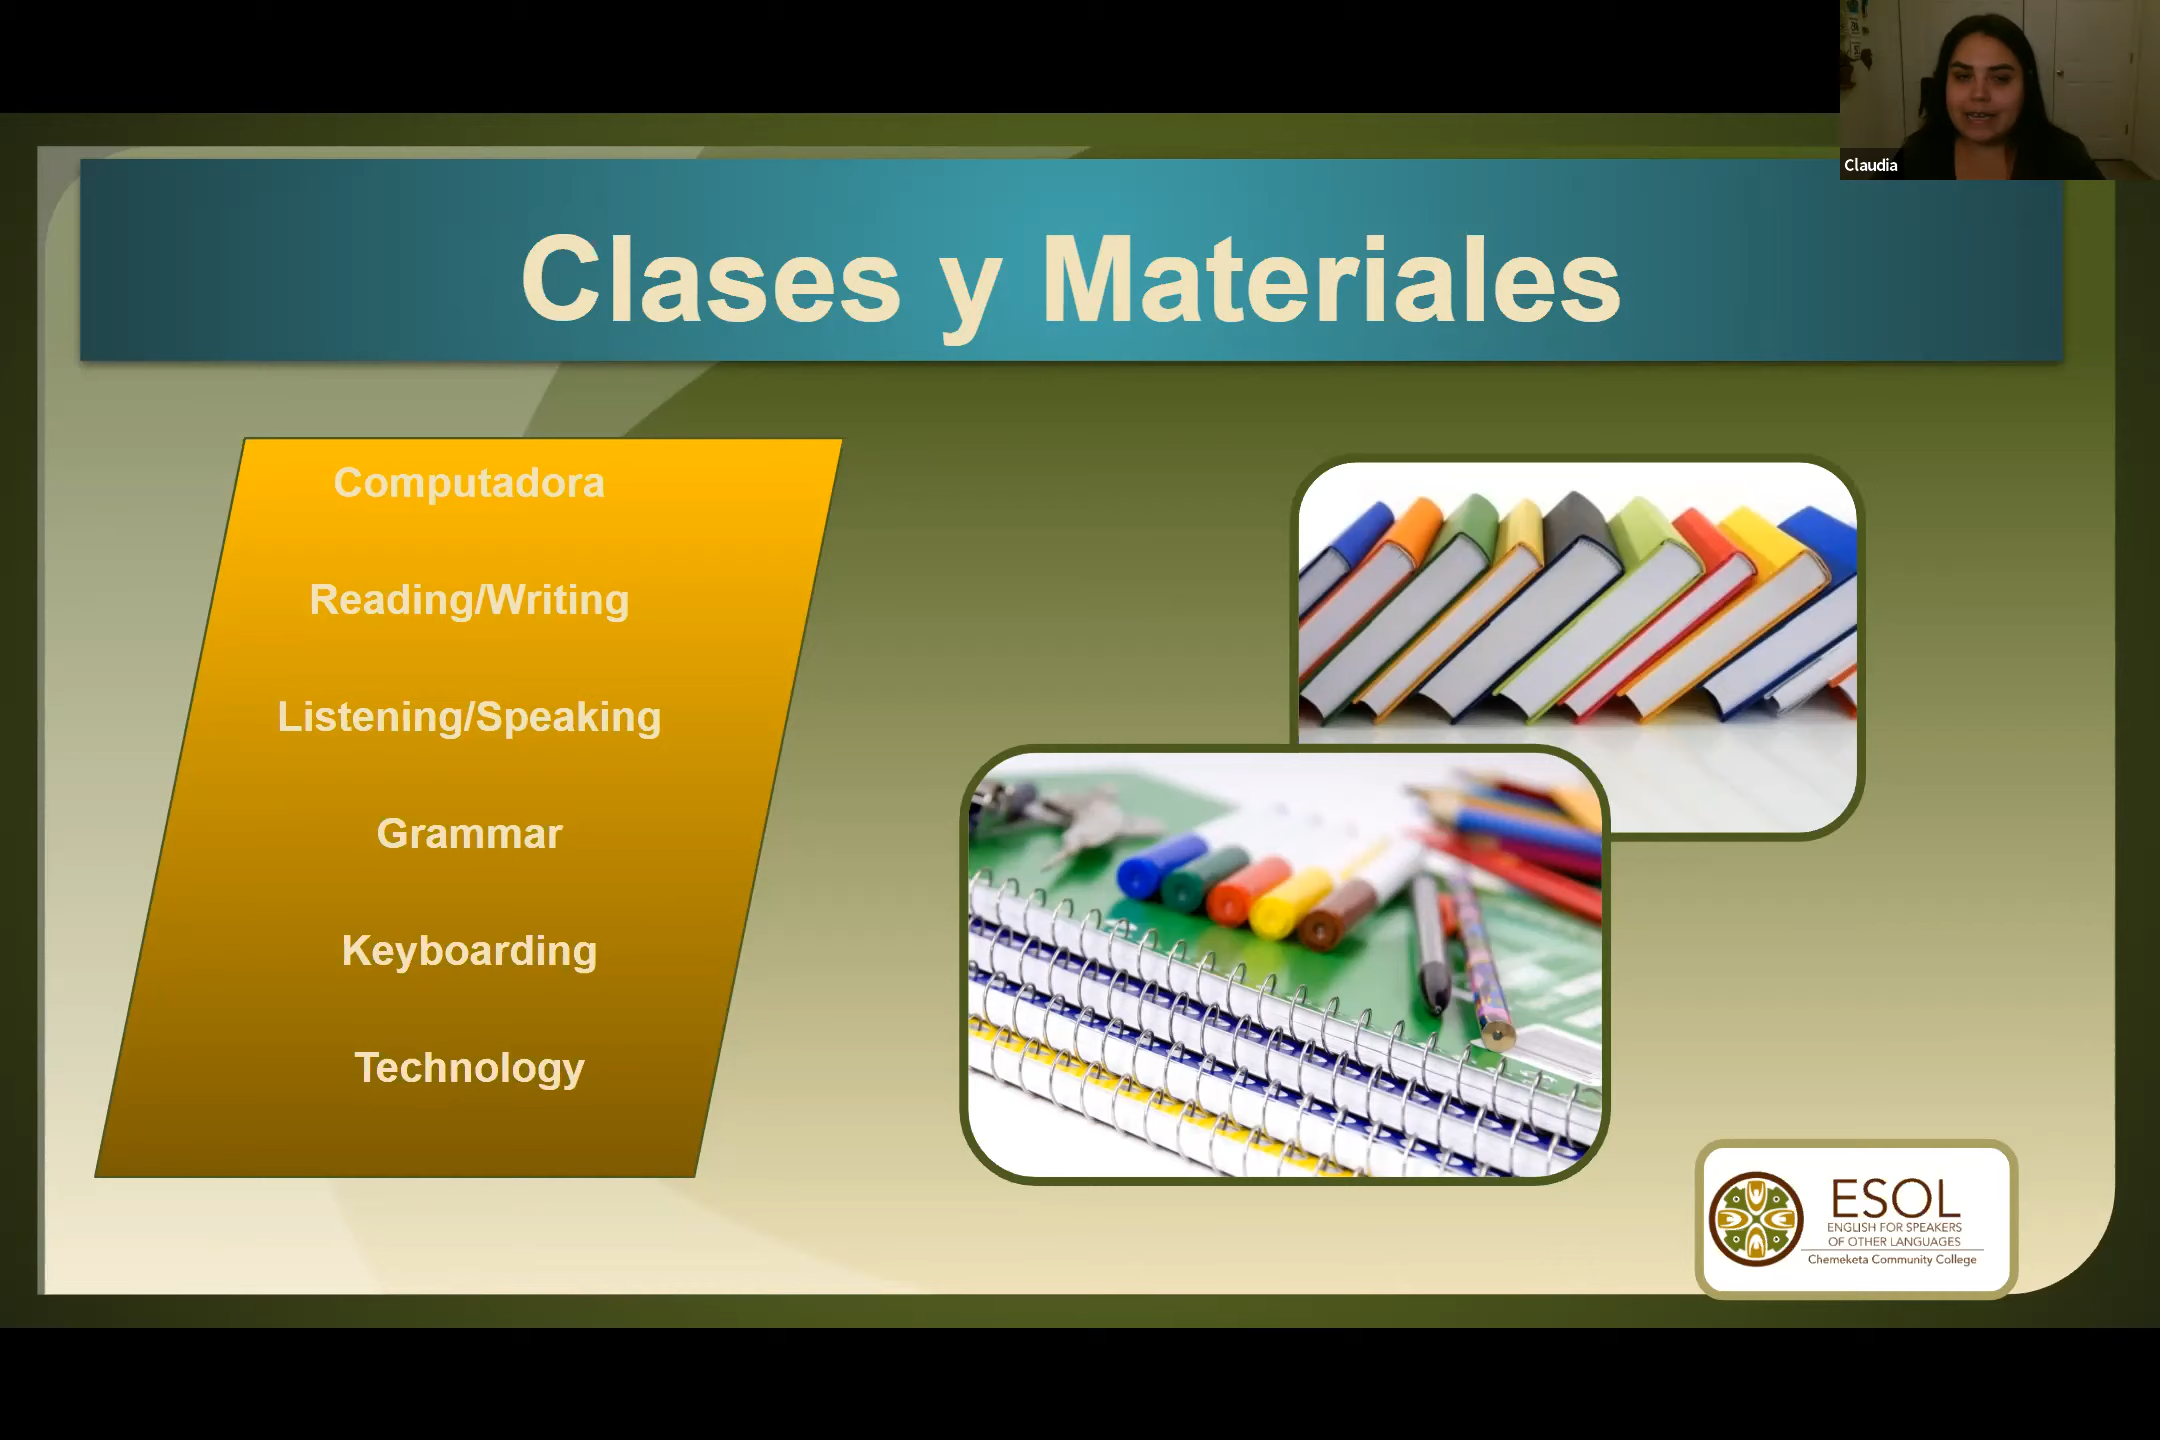 Claudia
Clases y Materiales
Computadora
Reading/Writing
Listening/Speaking
Grammar
Keyboarding
Technology
ESOL
ENGLISH FOR SPEAKERS
OF OTHER LANGUAGES
Chemeketa Community College